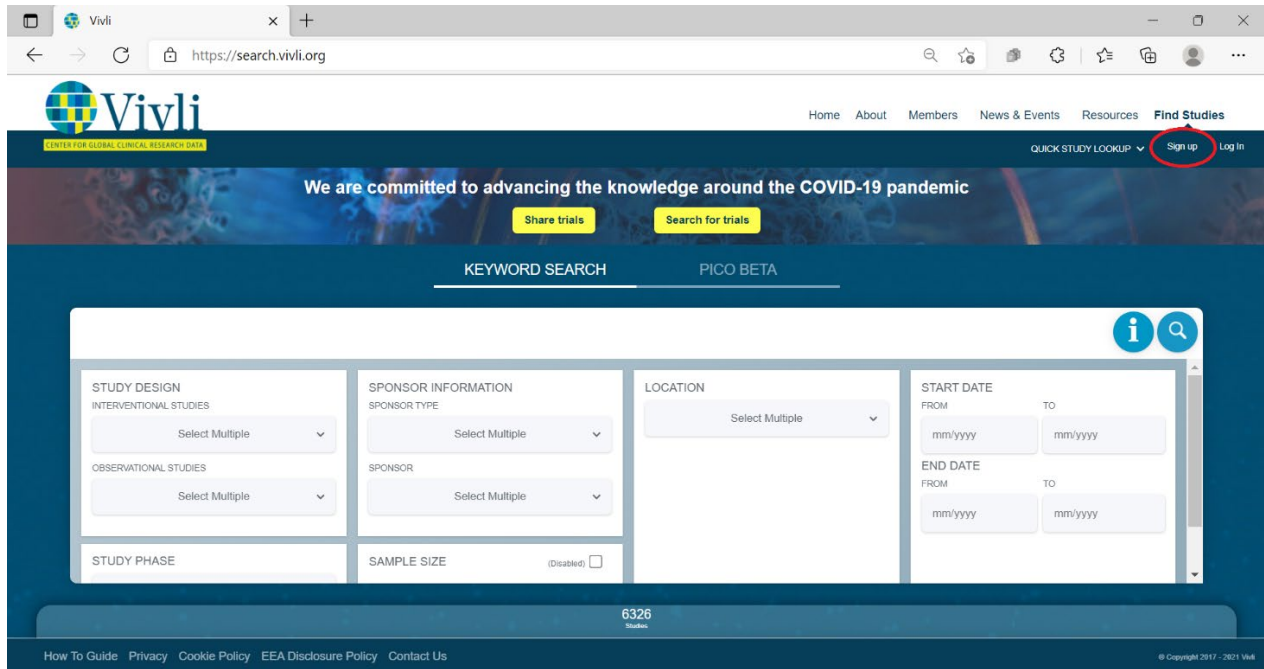 Vivli
https://search.vivli.org
Vivli
CENTER FOR GLOBAL CLINICAL RESEARCH DATA
Home About Members News & Events Resources Find Studies
QUICK STUDY LOOKUP Sign up Log In
We are committed to advancing the knowledge around the COVID-19 pandemic
Share trials Search for trials
KEYWORD SEARCH PICO BETA
STUDY DESIGN SPONSOR INFORMATION LOCATION START DATE
INTERVENTIONAL STUDIES SPONSOR TYPE FROM TO
Select Multiple Select Multiple Select Multiple mm/yyyy mm/yyyy
OBSERVATIONAL STUDIES SPONSOR END DATE
FROM TO
Select Multiple Select Multiple mm/yyyy mm/yyyy
STUDY PHASE SAMPLE SIZE (Disabled)
6326
Studies
How To Guide Privacy Cookie Policy EEA Disclosure Policy Contact Us © Copyright 2017 - 2021 Vivli